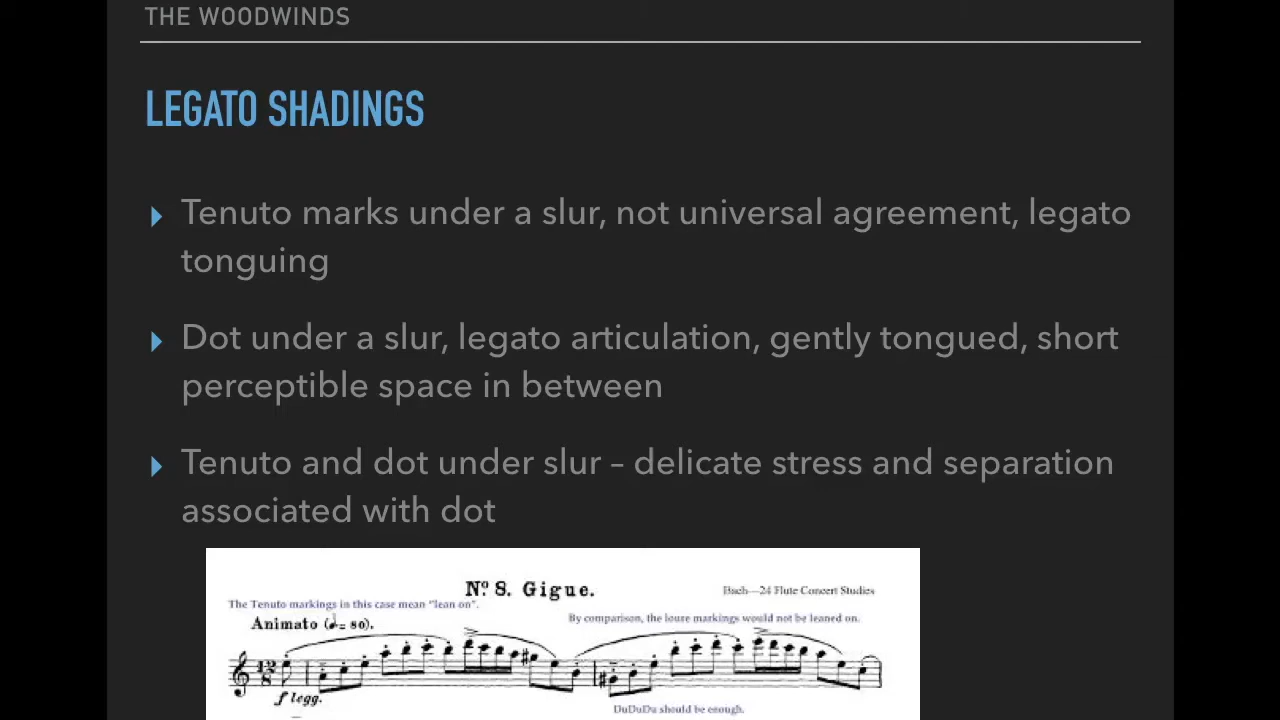 THE WOODWINDS
LEGATO SHADINGS
Tenuto marks under a slur, not universal agreement, legato
tonguing
Dot under a slur, legato articulation, gently tongued, short
perceptible space in between
Tenuto and dot under slur – delicate stress and separation
associated with dot
Nº 8. Gigue.
Bach—24 Flute Concert Studies
The Tenuto markings in this case mean "lean on".
By comparison, the loure markings would not be leaned on.
Animato (♩.= 80).
12
8
f legg.
DuDuDu should be enough.